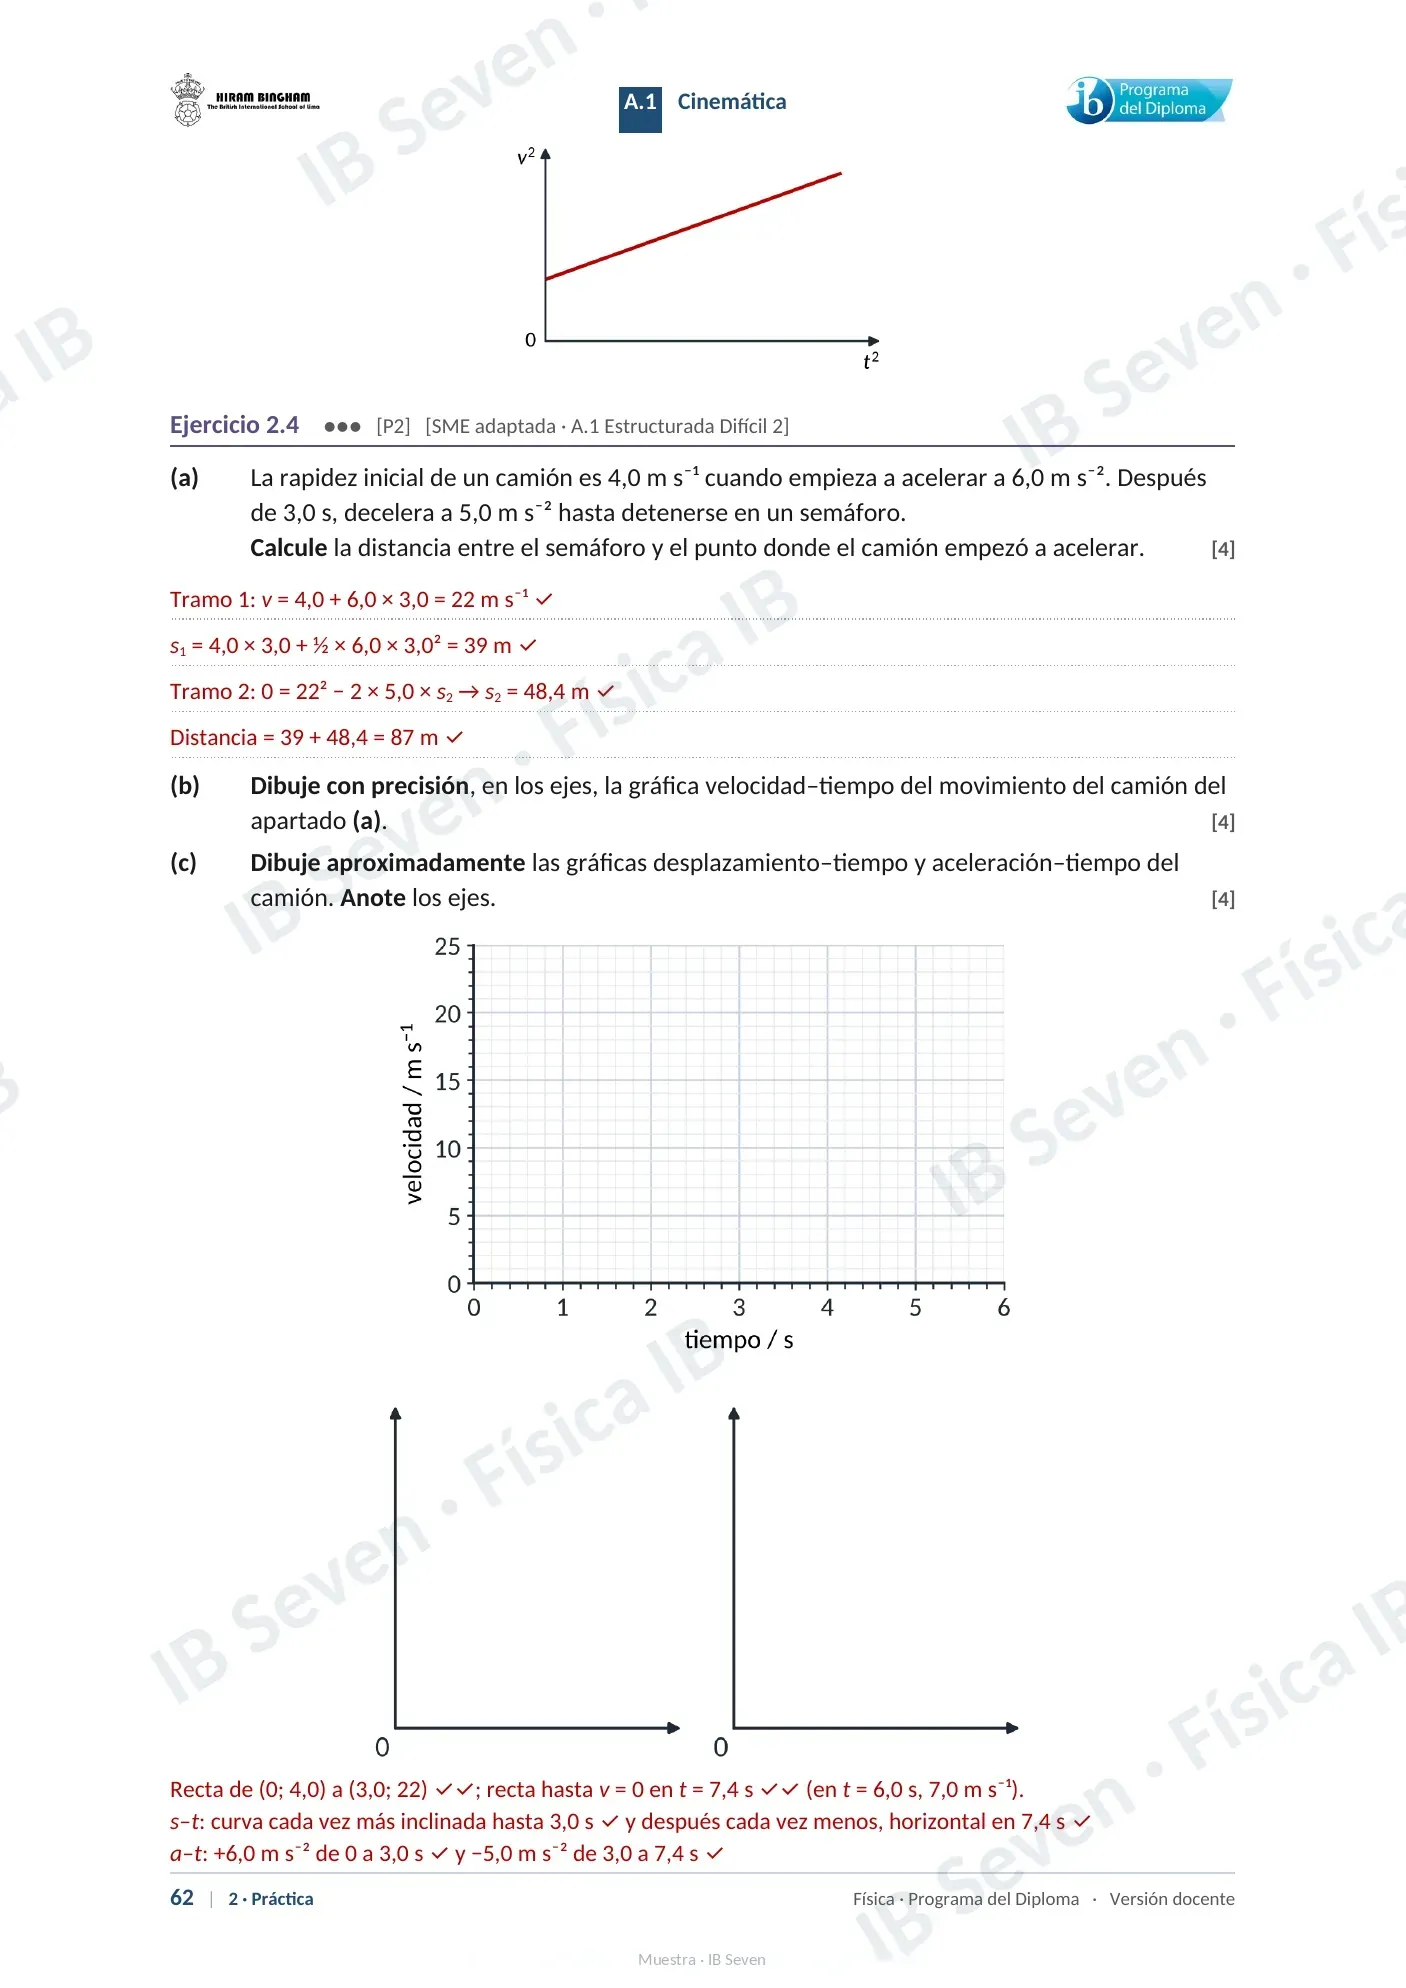 HIRAM BINGHAM
The British International School of Lima
A.1 Cinemática
Programa
del Diploma
v²
0
t²
Ejercicio 2.4 ●●● [P2] [SME adaptada · A.1 Estructurada Difícil 2]
(a) La rapidez inicial de un camión es 4,0 m s⁻¹ cuando empieza a acelerar a 6,0 m s⁻². Después
de 3,0 s, decelera a 5,0 m s⁻² hasta detenerse en un semáforo.
Calcule la distancia entre el semáforo y el punto donde el camión empezó a acelerar. [4]
Tramo 1: v = 4,0 + 6,0 × 3,0 = 22 m s⁻¹ ✓
s₁ = 4,0 × 3,0 + ½ × 6,0 × 3,0² = 39 m ✓
Tramo 2: 0 = 22² − 2 × 5,0 × s₂ → s₂ = 48,4 m ✓
Distancia = 39 + 48,4 = 87 m ✓
(b) Dibuje con precisión, en los ejes, la gráfica velocidad–tiempo del movimiento del camión del
apartado (a). [4]
(c) Dibuje aproximadamente las gráficas desplazamiento–tiempo y aceleración–tiempo del
camión. Anote los ejes. [4]
25
20
15
10
5
0
velocidad / m s⁻¹
0 1 2 3 4 5 6
tiempo / s
0 0
Recta de (0; 4,0) a (3,0; 22) ✓✓; recta hasta v = 0 en t = 7,4 s ✓✓ (en t = 6,0 s, 7,0 m s⁻¹).
s–t: curva cada vez más inclinada hasta 3,0 s ✓ y después cada vez menos, horizontal en 7,4 s ✓
a–t: +6,0 m s⁻² de 0 a 3,0 s ✓ y −5,0 m s⁻² de 3,0 a 7,4 s ✓
62 | 2 · Práctica Física · Programa del Diploma · Versión docente
Muestra · IB Seven
IB Seven · Física IB